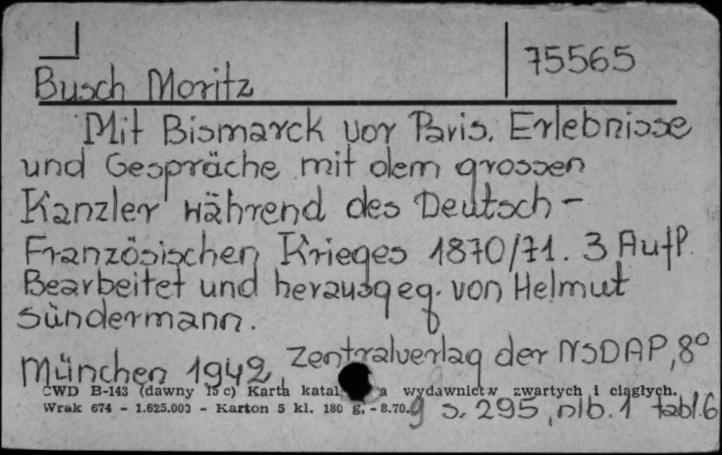 75565
Busch Moritz
Mit Bismarck vor Paris. Erlebnisse
und Gespräche mit dem grossen
Kanzler während des Deutsch-
Französischen Krieges 1870/71. 3 Aufl.
Bearbeitet und herausgeg. von Helmut
Sündermann.
München 1942, Zentralverlag der NSDAP, 8°
s. 295, nlb. 1 tabl. 6
CWD B-143 (dawny 15 c) Karta a wydawnictw zwartych i ciągłych.
Wrak 674 - 1.625.000 - Karton 5 kl. 180 g. - 8.70.